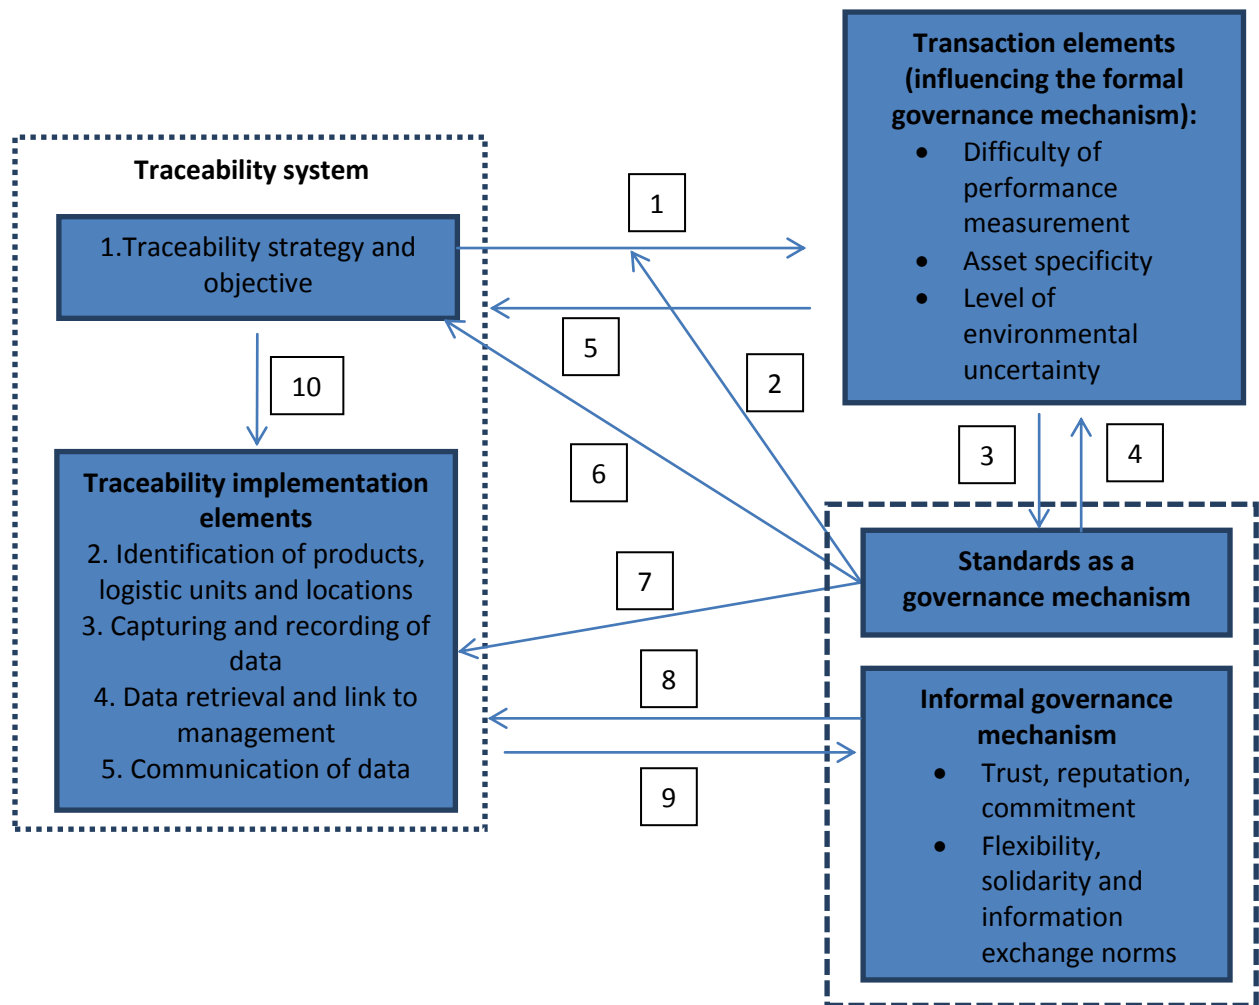 Traceability system
1.Traceability strategy and
objective
10
Traceability implementation
elements
2. Identification of products,
logistic units and locations
3. Capturing and recording of
data
4. Data retrieval and link to
management
5. Communication of data
1
5
2
6
7
8
9
Transaction elements
(influencing the formal
governance mechanism):
• Difficulty of
performance
measurement
• Asset specificity
• Level of
environmental
uncertainty
3
4
Standards as a
governance mechanism
Informal governance
mechanism
• Trust, reputation,
commitment
• Flexibility,
solidarity and
information
exchange norms